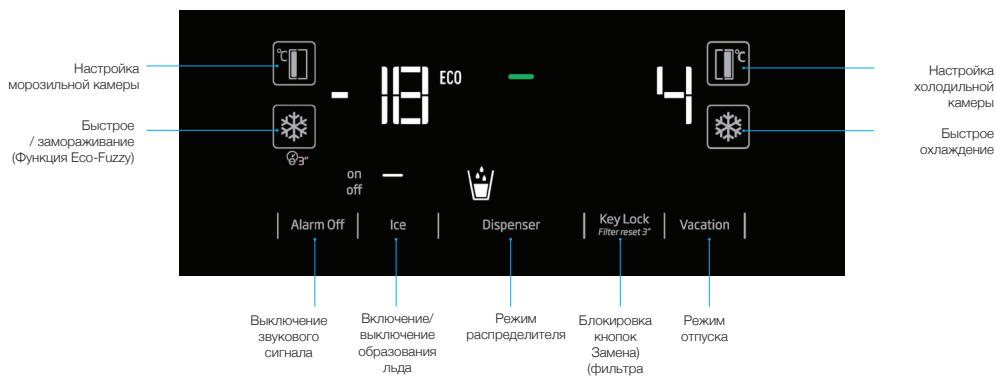 Настройка
морозильной камеры
Быстрое
/ замораживание
(Функция Eco-Fuzzy)
°C
- 18
ECO
4
°C
3"
on
off
Alarm Off
Ice
Dispenser
Key Lock
Filter reset 3"
Vacation
Настройка
холодильной
камеры
Быстрое
охлаждение
Выключение
звукового
сигнала
Включение/
выключение
образования
льда
Режим
распределителя
Блокировка
кнопок
Замена)
(фильтра
Режим
отпуска